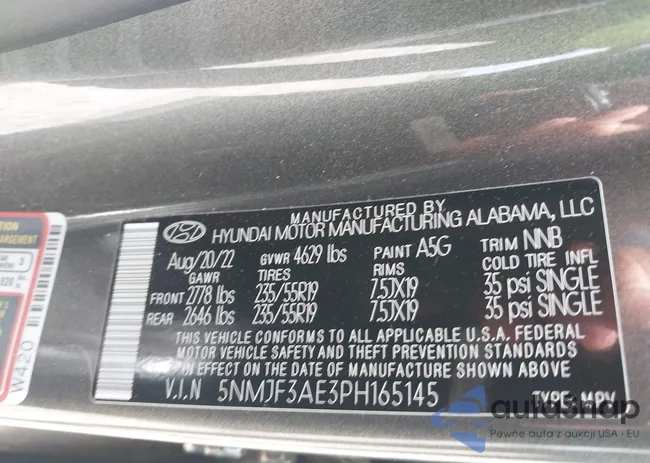 MANUFACTURED BY
HYUNDAI MOTOR MANUFACTURING ALABAMA, LLC
Aug/20/22 GVWR 4629 lbs PAINT A5G TRIM NNB
GAWR TIRES RIMS COLD TIRE INFL
FRONT 2778 lbs 235/55R19 7.5JX19 35 psi SINGLE
REAR 2646 lbs 235/55R19 7.5JX19 35 psi SINGLE
THIS VEHICLE CONFORMS TO ALL APPLICABLE U.S.A. FEDERAL
MOTOR VEHICLE SAFETY AND THEFT PREVENTION STANDARDS
IN EFFECT ON THE DATE OF MANUFACTURE SHOWN ABOVE.
V.I.N 5NMJF3AE3PH165145 TYPE: MPV
W420
autaSnap
Pewne auta z aukcji USA i EU